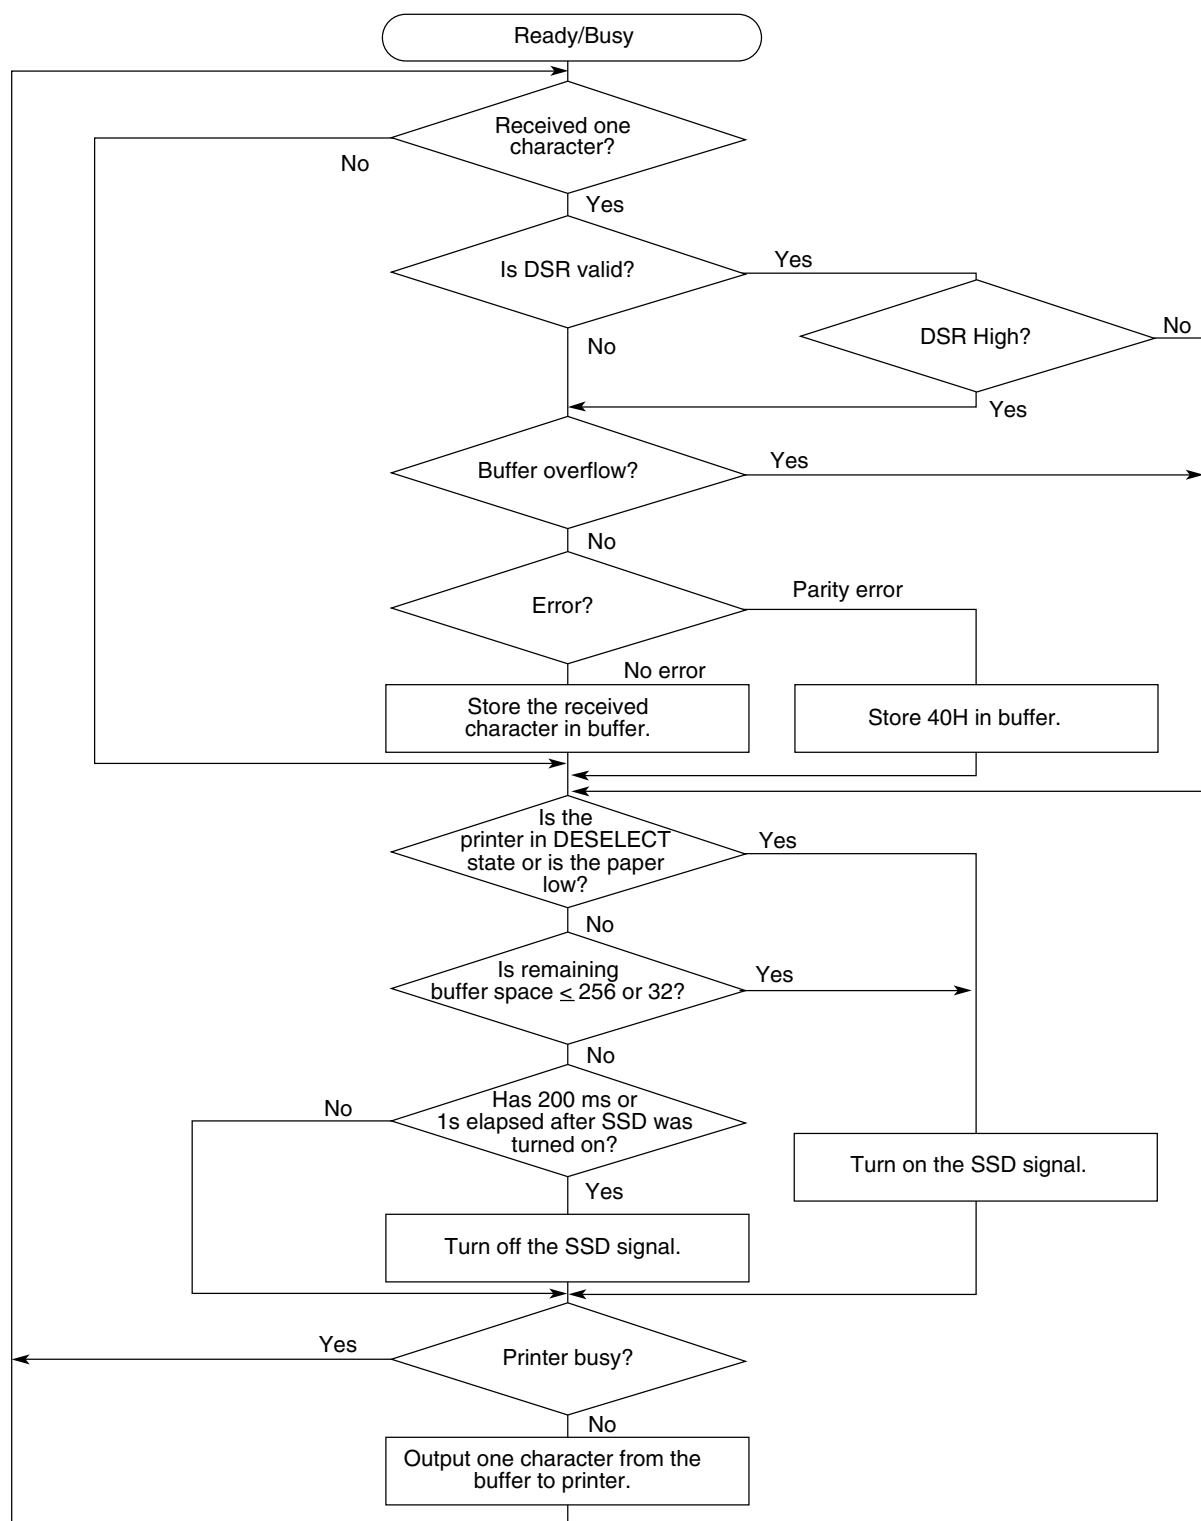 Ready/Busy
Received one
character?
No
Yes
Is DSR valid?
Yes
No
DSR High?
No
Yes
Buffer overflow?
Yes
No
Error?
Parity error
No error
Store the received
character in buffer.
Store 40H in buffer.
Is the
printer in DESELECT
state or is the paper
low?
Yes
No
Is remaining
buffer space ≤ 256 or 32?
Yes
No
Has 200 ms or
1s elapsed after SSD was
turned on?
No
Yes
Turn on the SSD signal.
Turn off the SSD signal.
Printer busy?
Yes
No
Output one character from the
buffer to printer.